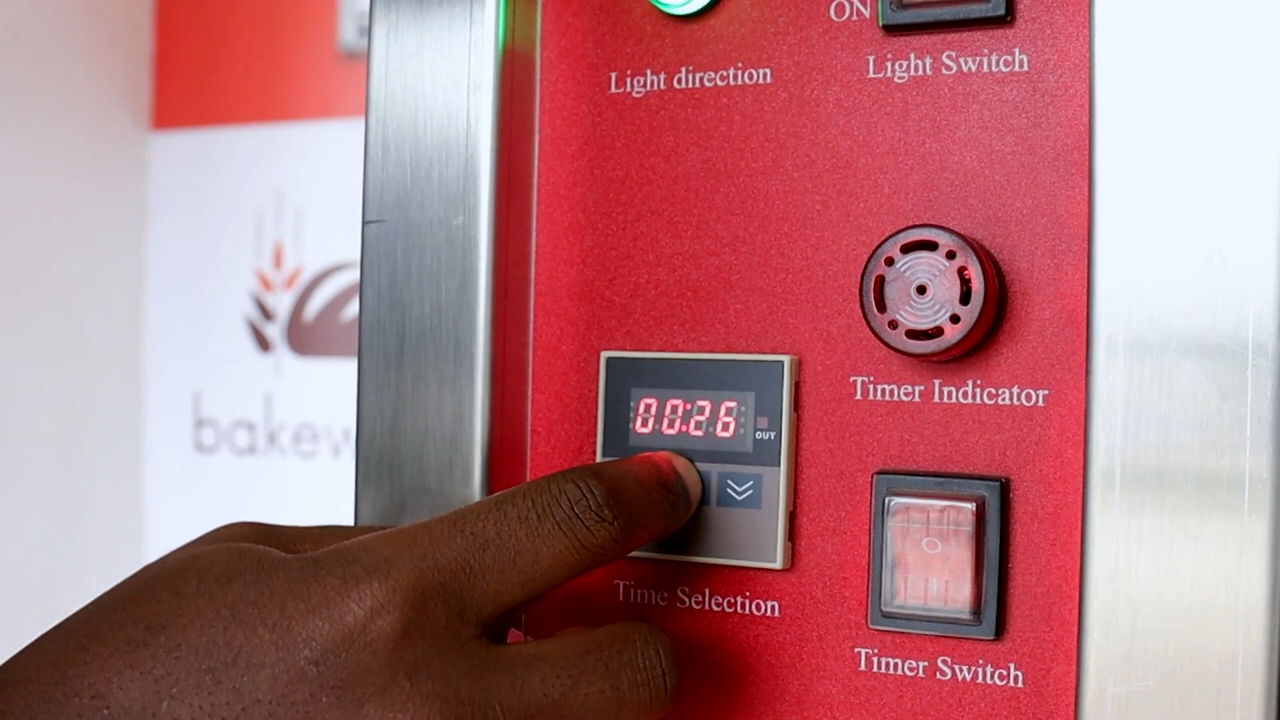 ON
Light direction
Light Switch
Timer Indicator
00:26
OUT
bakew
Time Selection
Timer Switch